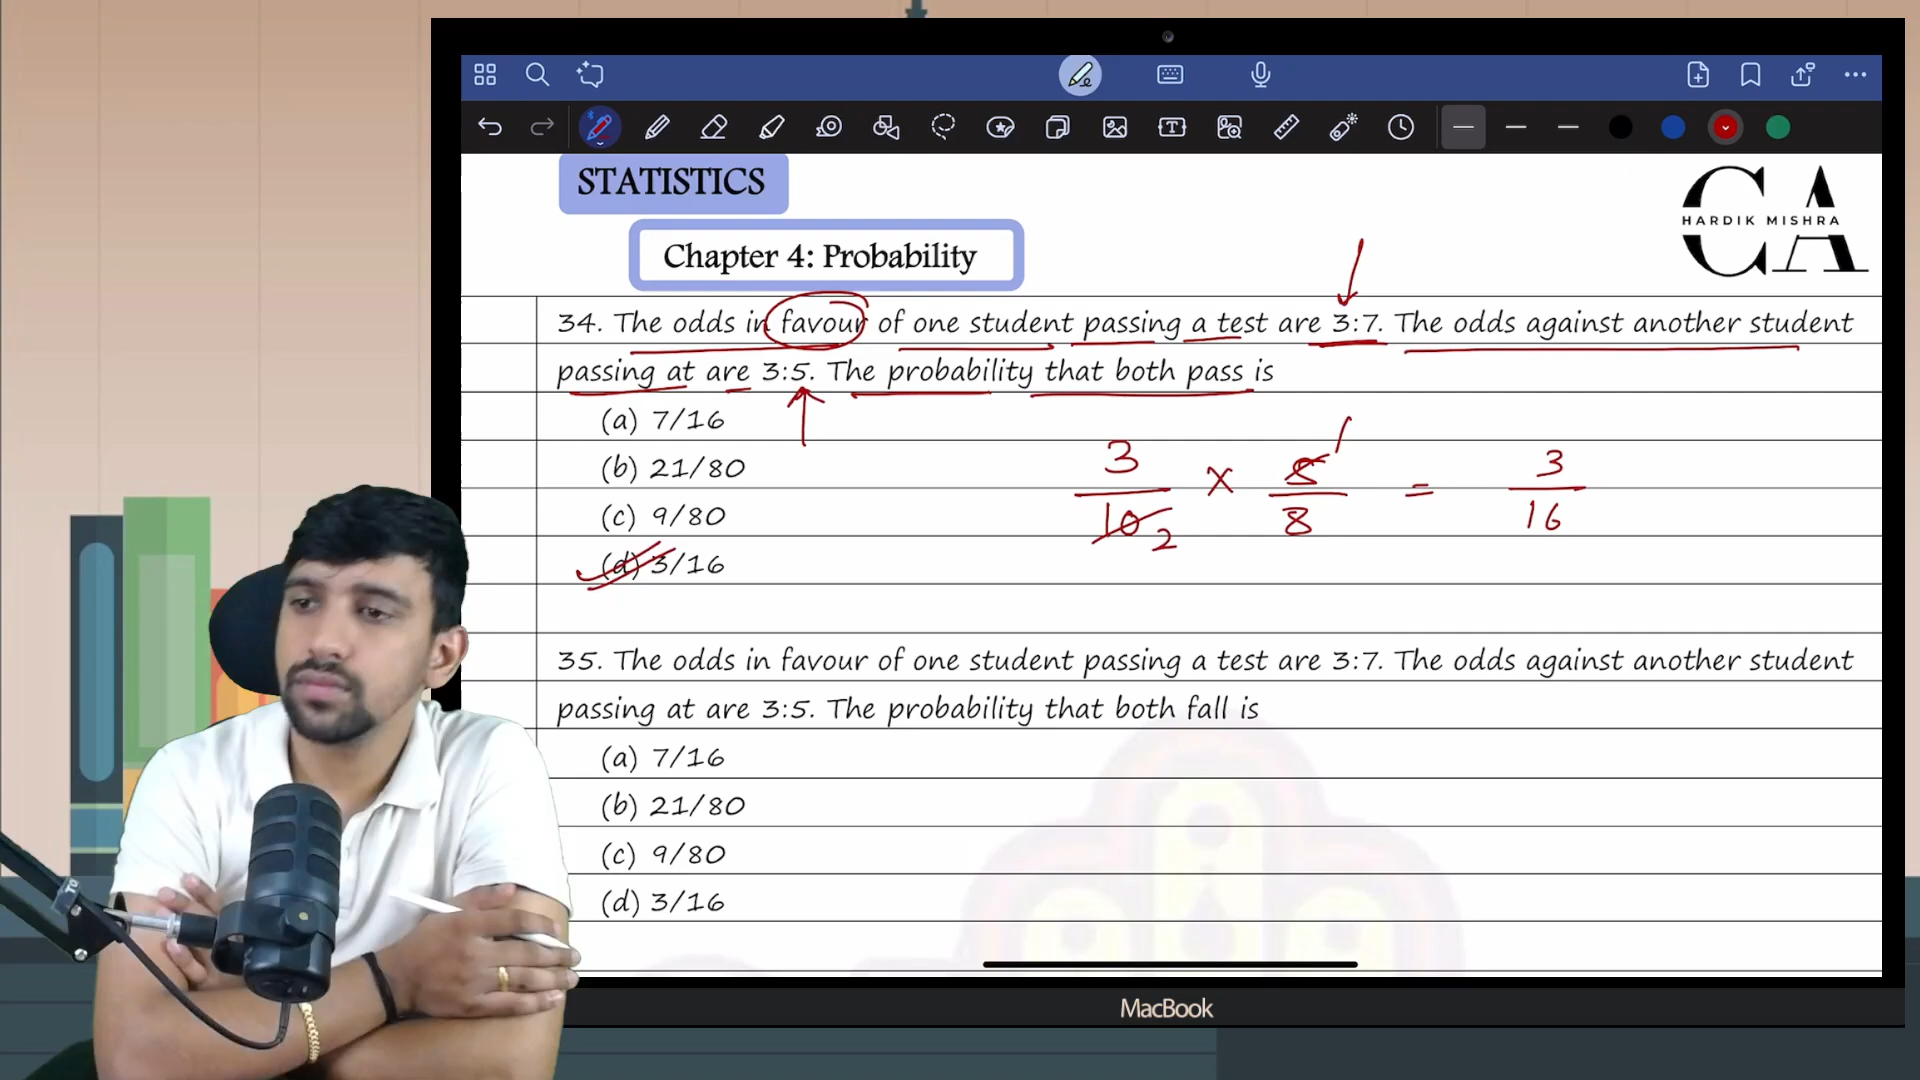 STATISTICS
Chapter 4: Probability
CA
HARDIK MISHRA
34. The odds in favour of one student passing a test are 3:7. The odds against another student
passing at are 3:5. The probability that both pass is
(a) 7/16
(b) 21/80
(c) 9/80
(d) 3/16
3/10 2 × 5 1/8 = 3/16
35. The odds in favour of one student passing a test are 3:7. The odds against another student
passing at are 3:5. The probability that both fall is
(a) 7/16
(b) 21/80
(c) 9/80
(d) 3/16
MacBook